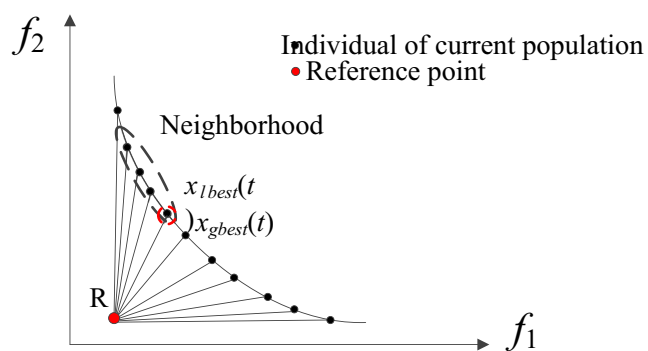 f2
Individual of current population
Reference point
Neighborhood
xlbest(t
)xgbest(t)
R
f1